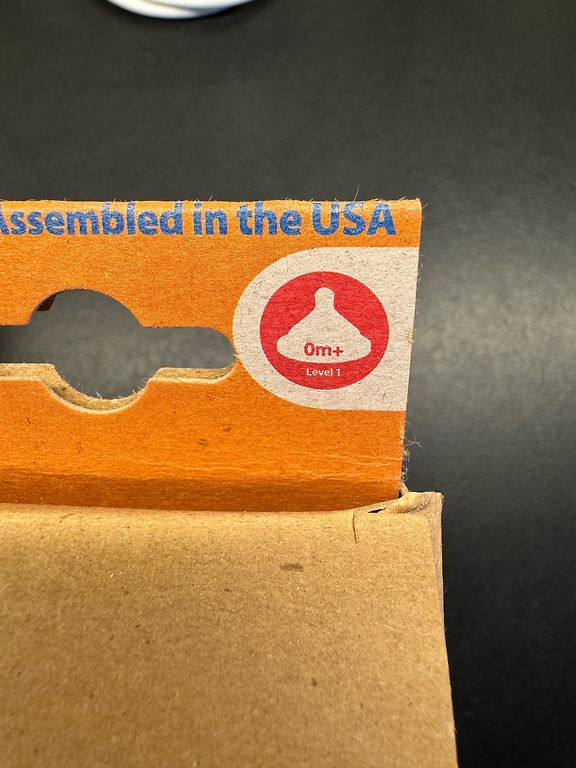 Assembled in the USA
0m+
Level 1